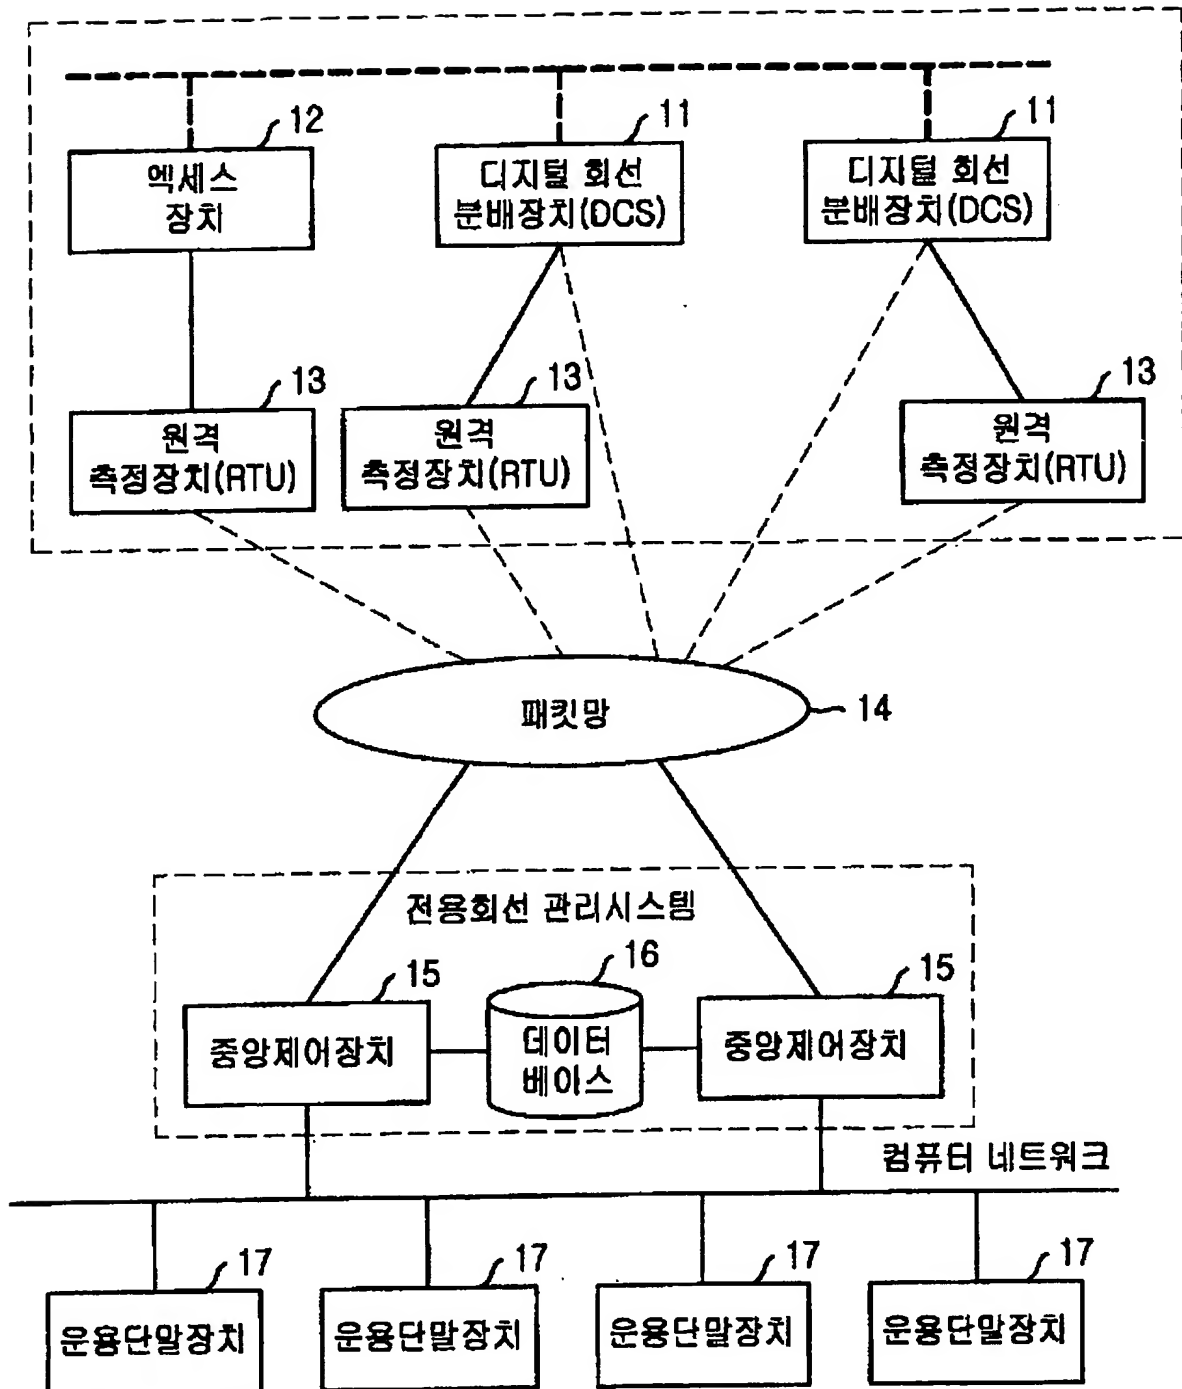 12
11
11
엑세스
장치
디지털 회선
분배장치(DCS)
디지털 회선
분배장치(DCS)
13
13
13
원격
측정장치(RTU)
원격
측정장치(RTU)
원격
측정장치(RTU)
패킷망
14
전용회선 관리시스템
15
16
15
중앙제어장치
데이터
베이스
중앙제어장치
컴퓨터 네트워크
17
17
17
17
운용단말장치
운용단말장치
운용단말장치
운용단말장치